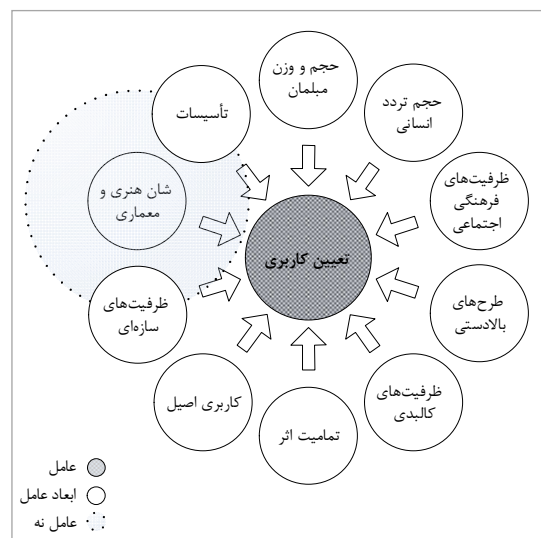 حجم و وزن
مبلمان
حجم تردد
انسانی
تأسیسات
ظرفیت‌های
فرهنگی
اجتماعی
شان هنری و
معماری
تعیین کاربری
طرح‌های
بالادستی
ظرفیت‌های
سازه‌ای
ظرفیت‌های
کالبدی
کاربری اصیل
تمامیت اثر
عامل
ابعاد عامل
عامل نه